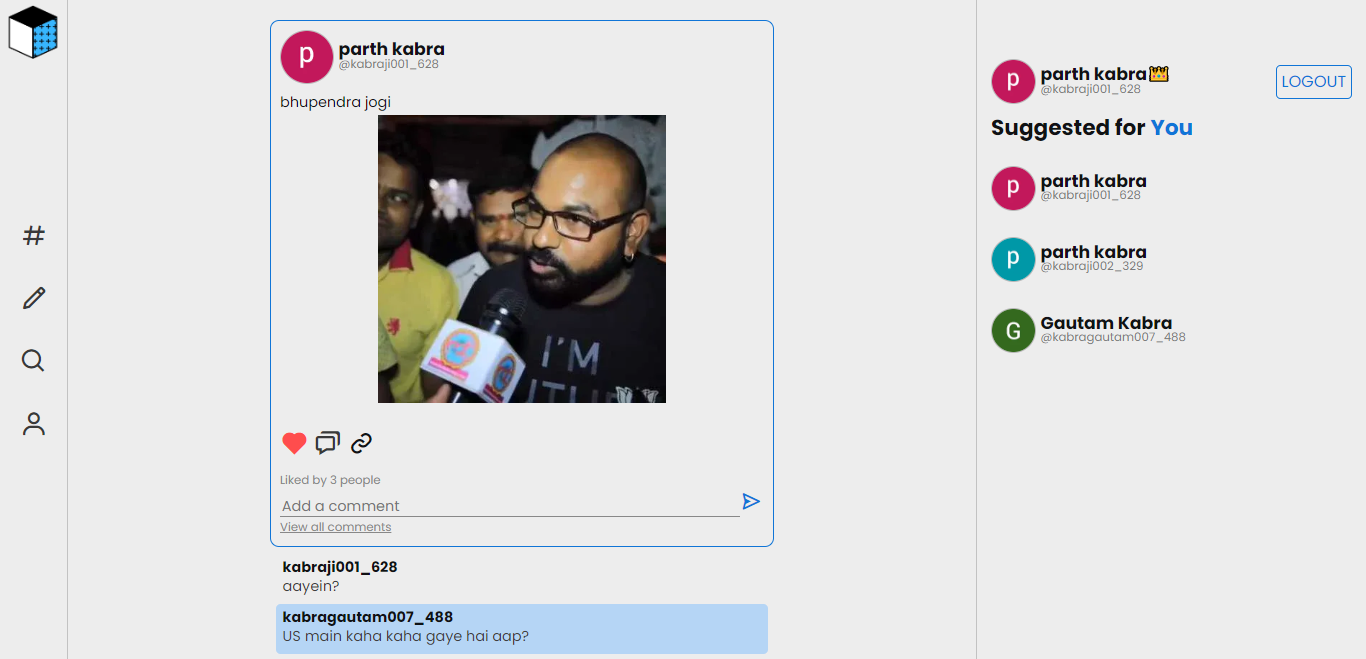 p
parth kabra
@kabraji001_628
bhupendra jogi
I'M
Liked by 3 people
Add a comment
View all comments
kabraji001_628
aayein?
kabragautam007_488
US main kaha kaha gaye hai aap?
p
parth kabra👑
@kabraji001_628
LOGOUT
Suggested for You
p
parth kabra
@kabraji001_628
p
parth kabra
@kabraji002_329
G
Gautam Kabra
@kabragautam007_488